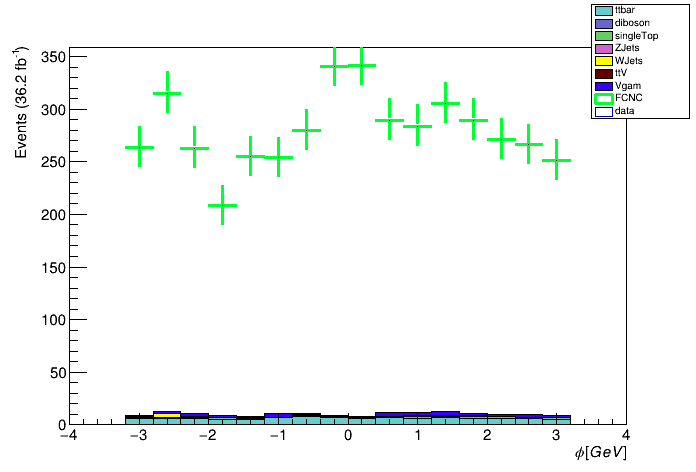 Events (36.2 fb⁻¹)
350
300
250
200
150
100
50
0
−4 −3 −2 −1 0 1 2 3 4
ϕ[GeV]
ttbar
diboson
singleTop
ZJets
WJets
ttV
Vgam
FCNC
data